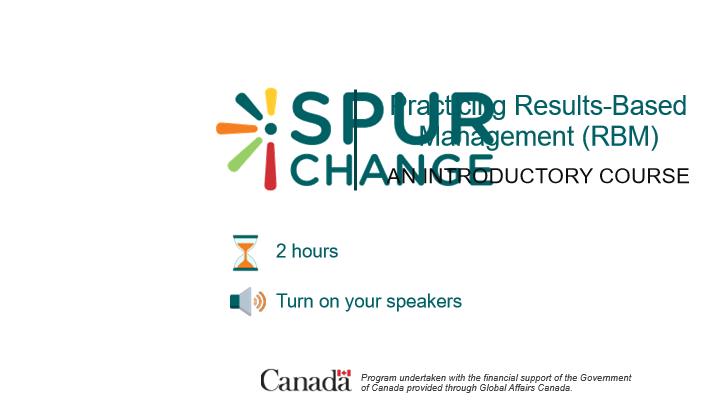 SPUR
CHANGE
Practicing Results-Based
Management (RBM)
AN INTRODUCTORY COURSE
2 hours
Turn on your speakers
Canada
Program undertaken with the financial support of the Government
of Canada provided through Global Affairs Canada.